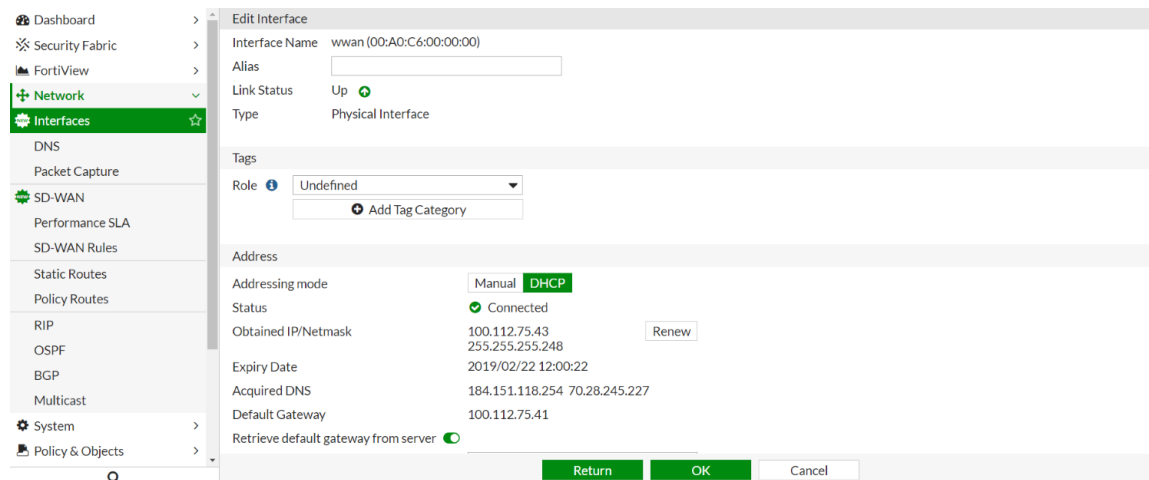 Dashboard
Security Fabric
FortiView
Network
Interfaces
DNS
Packet Capture
SD-WAN
Performance SLA
SD-WAN Rules
Static Routes
Policy Routes
RIP
OSPF
BGP
Multicast
System
Policy & Objects
Edit Interface
Interface Name wwan (00:A0:C6:00:00:00)
Alias
Link Status Up
Type Physical Interface
Tags
Role Undefined
Add Tag Category
Address
Addressing mode Manual DHCP
Status Connected
Obtained IP/Netmask 100.112.75.43 Renew
255.255.255.248
Expiry Date 2019/02/22 12:00:22
Acquired DNS 184.151.118.254 70.28.245.227
Default Gateway 100.112.75.41
Retrieve default gateway from server
Return OK Cancel